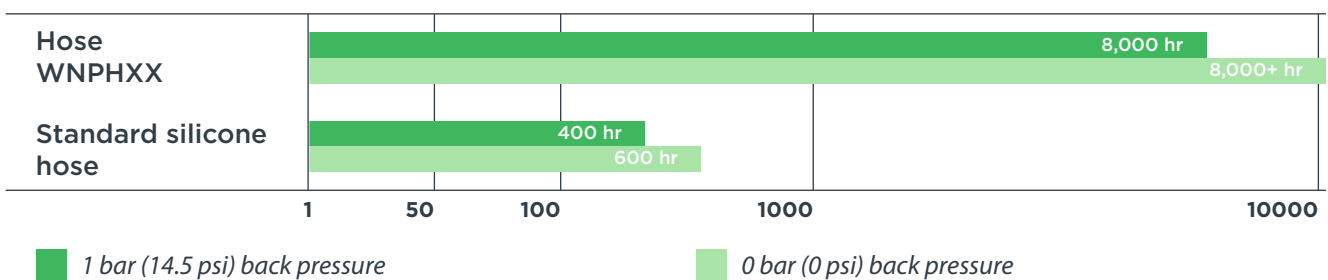 Hose
WNPHXX
8,000 hr
8,000+ hr
Standard silicone
hose
400 hr
600 hr
1 50 100 1000 10000
1 bar (14.5 psi) back pressure
0 bar (0 psi) back pressure